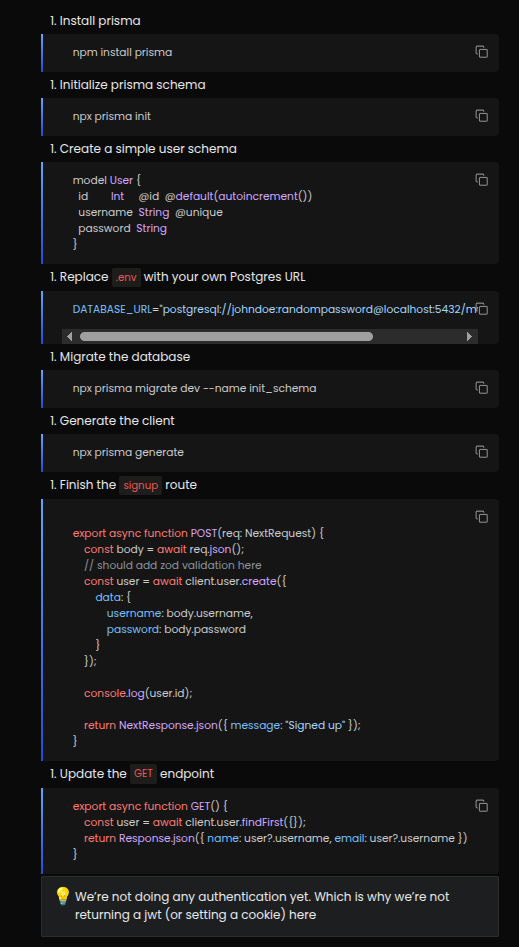 1. Install prisma
npm install prisma
1. Initialize prisma schema
npx prisma init
1. Create a simple user schema
model User {
  id       Int     @id  @default(autoincrement())
  username  String  @unique
  password  String
}
1. Replace .env with your own Postgres URL
DATABASE_URL="postgresql://johndoe:randompassword@localhost:5432/m
1. Migrate the database
npx prisma migrate dev --name init_schema
1. Generate the client
npx prisma generate
1. Finish the signup route
export async function POST(req: NextRequest) {
    const body = await req.json();
    // should add zod validation here
    const user = await client.user.create({
        data: {
            username: body.username,
            password: body.password
        }
    });
    console.log(user.id);
    return NextResponse.json({ message: "Signed up" });
}
1. Update the GET endpoint
export async function GET() {
    const user = await client.user.findFirst({});
    return Response.json({ name: user?.username, email: user?.username })
}
💡 We're not doing any authentication yet. Which is why we're not
returning a jwt (or setting a cookie) here